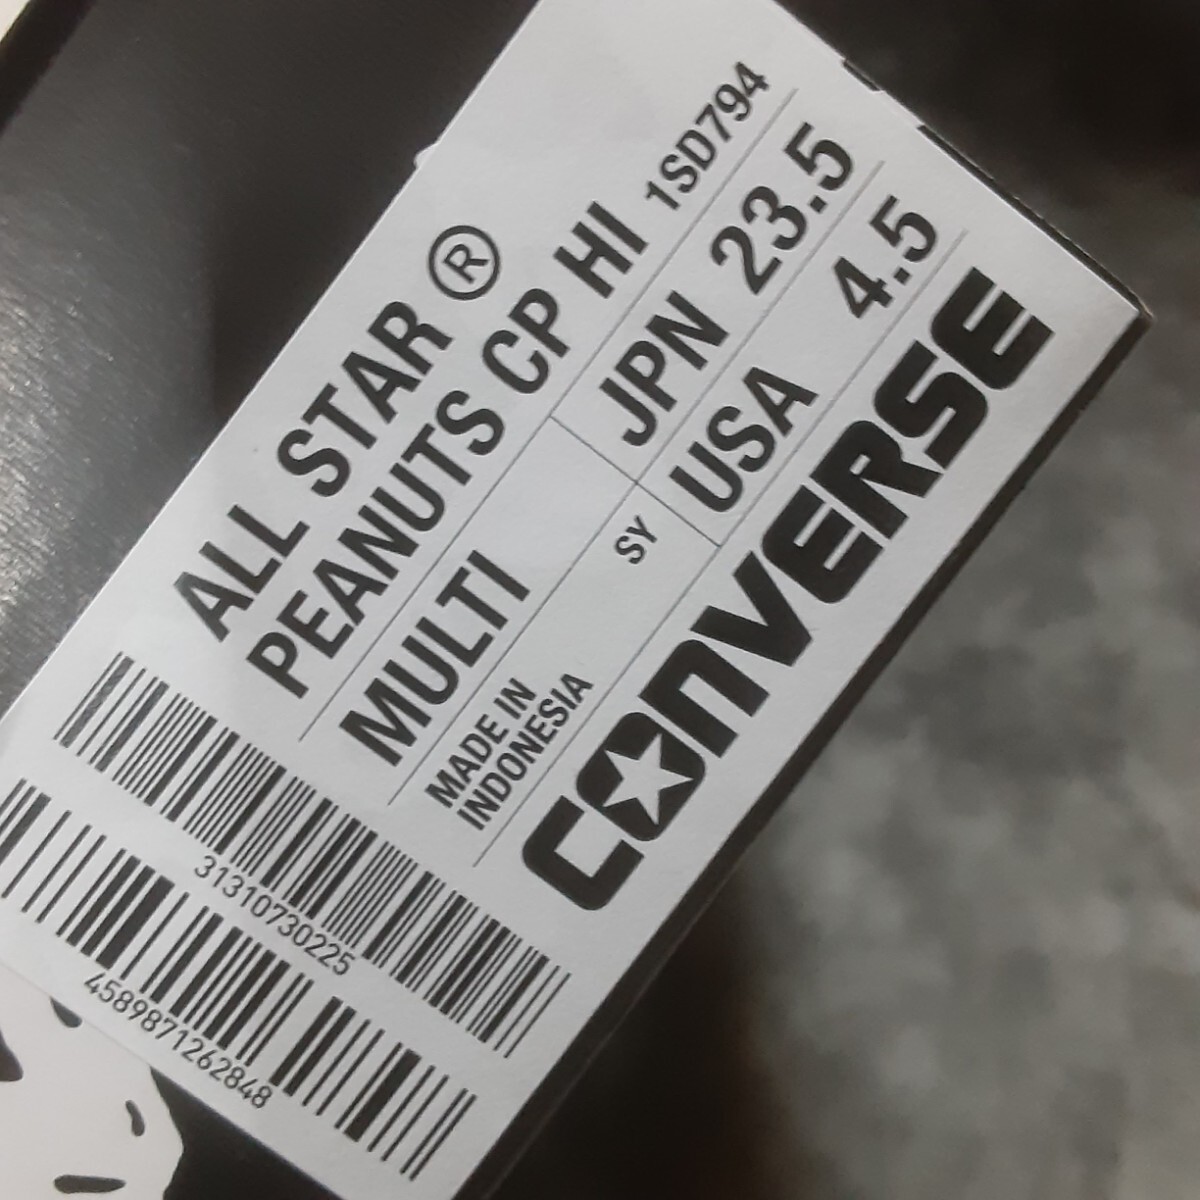 ALL STAR ®
PEANUTS CP HI 1SD794
MULTI
JPN 23.5
SY
USA 4.5
MADE IN
INDONESIA
CONVERSE
31310730225
4589871262848